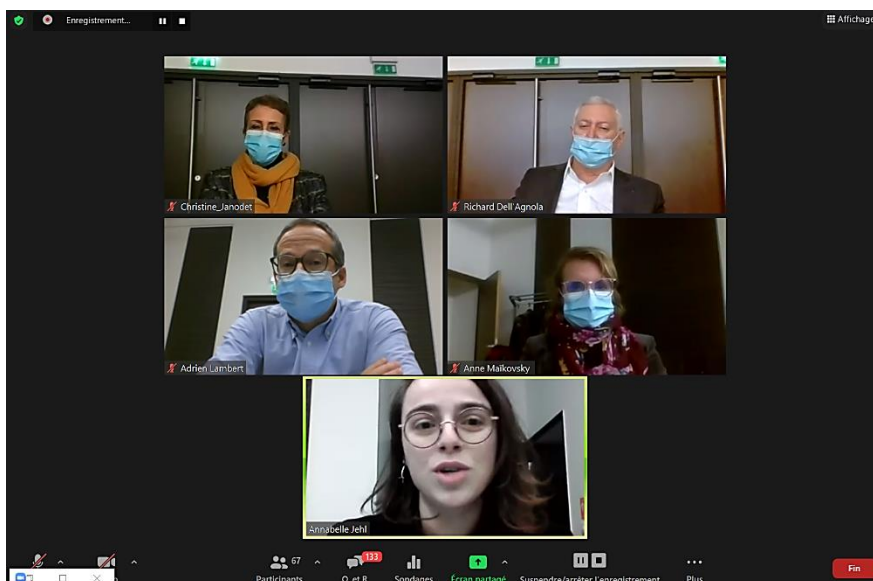 Enregistrement...
Affichage
Christine_Janodet
Richard Dell'Agnola
Adrien Lambert
Anne Maïkovsky
Annabelle Jehl
67
133
Participants
Q. et R.
Sondages
Écran partagé
Suspendre/arrêter l'enregistrement
Plus
Fin